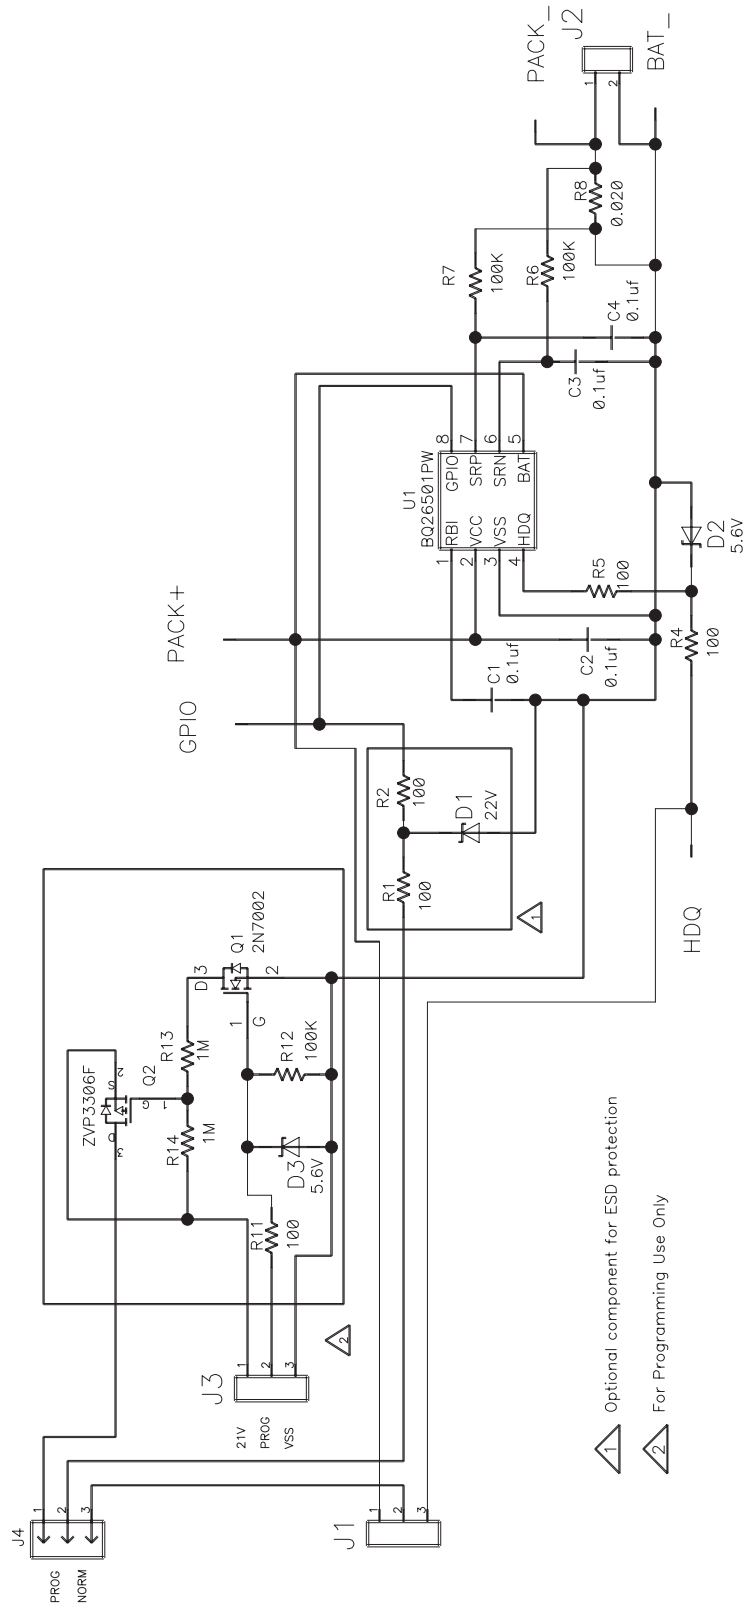 J4
1
2
3
PROG
NORM
J1
1
2
3
J3
1
2
3
21V
PROG
VSS
2
ZVP3306F
D
3
S
2
G
1
Q2
R14
1M
R13
1M
R11
100
D3
5.6V
R12
100K
D
3
1
G
2
Q1
2N7002
R1
100
R2
100
D1
22V
1
GPIO
PACK+
HDQ
C1
0.1uf
C2
0.1uf
R4
100
R5
100
D2
5.6V
U1
BQ26501PW
1
RBI
GPIO
8
2
VCC
SRP
7
3
VSS
SRN
6
4
HDQ
BAT
5
C3
0.1uf
C4
0.1uf
R7
100K
R6
100K
R8
0.020
PACK_
J2
1
2
BAT_
1
Optional component for ESD protection
2
For Programming Use Only